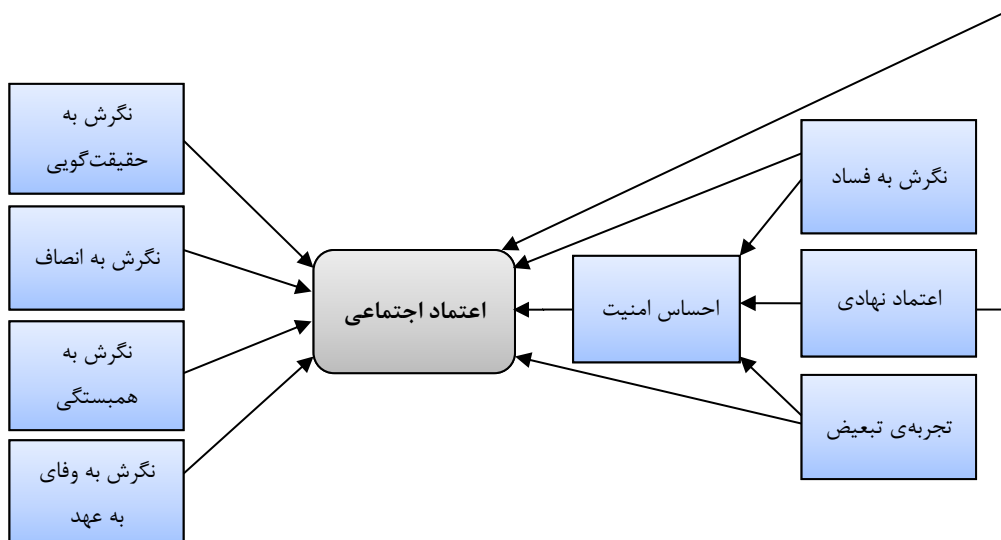 نگرش به فساد
اعتماد نهادی
تجربه‌ی تبعیض
احساس امنیت
اعتماد اجتماعی
نگرش به
حقیقت‌گویی
نگرش به انصاف
نگرش به
همبستگی
نگرش به وفای
به عهد